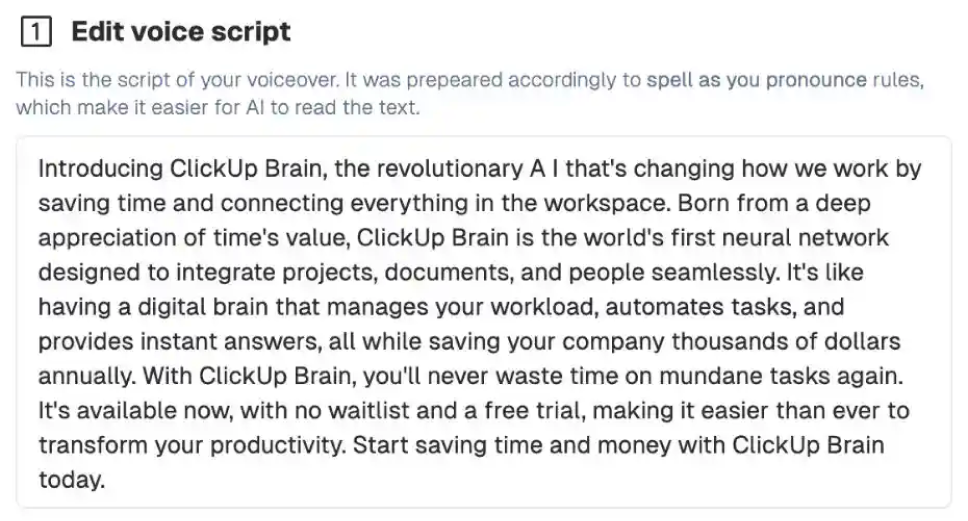 1 Edit voice script
This is the script of your voiceover. It was prepeared accordingly to spell as you pronounce rules,
which make it easier for AI to read the text.
Introducing ClickUp Brain, the revolutionary A I that's changing how we work by
saving time and connecting everything in the workspace. Born from a deep
appreciation of time's value, ClickUp Brain is the world's first neural network
designed to integrate projects, documents, and people seamlessly. It's like
having a digital brain that manages your workload, automates tasks, and
provides instant answers, all while saving your company thousands of dollars
annually. With ClickUp Brain, you'll never waste time on mundane tasks again.
It's available now, with no waitlist and a free trial, making it easier than ever to
transform your productivity. Start saving time and money with ClickUp Brain
today.